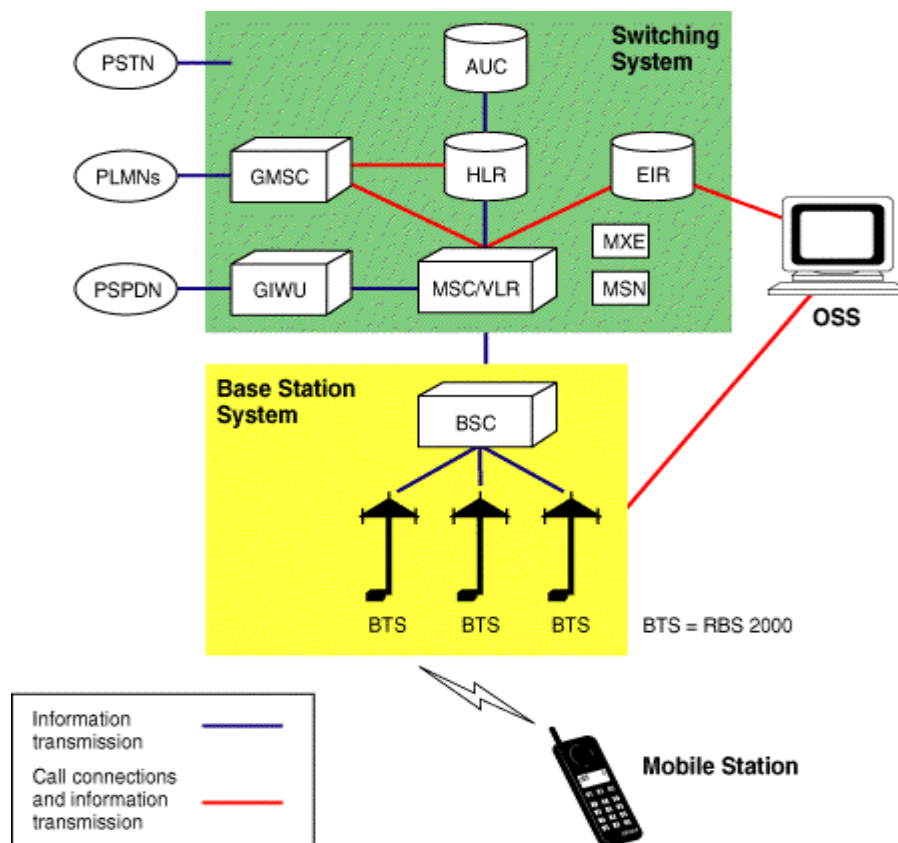 Switching
System
PSTN
AUC
PLMNs
GMSC
HLR
EIR
MXE
PSPDN
GIWU
MSC/VLR
MSN
OSS
Base Station
System
BSC
BTS
BTS
BTS
BTS = RBS 2000
Information
transmission
Call connections
and information
transmission
Mobile Station